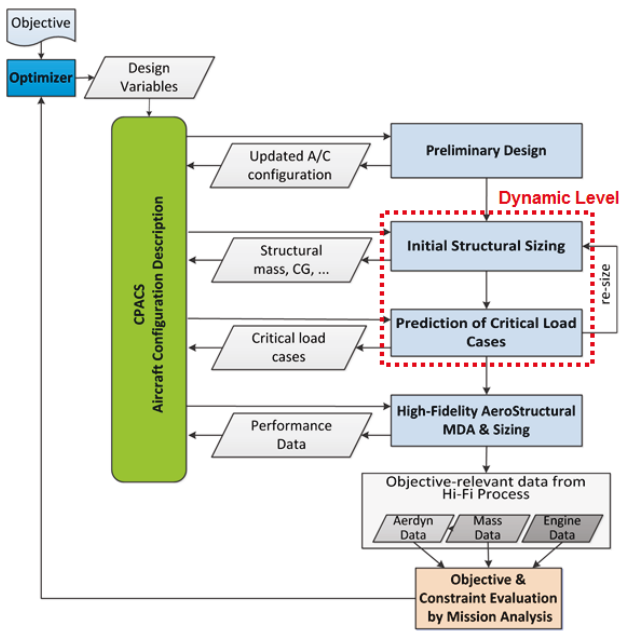 Objective
Optimizer
Design
Variables
CPACS
Aircraft Configuration Description
Updated A/C
configuration
Preliminary Design
Dynamic Level
Initial Structural Sizing
Structural
mass, CG, ...
re-size
Prediction of Critical Load
Cases
Critical load
cases
High-Fidelity AeroStructural
MDA & Sizing
Performance
Data
Objective-relevant data from
Hi-Fi Process
Aerdyn
Data
Mass
Data
Engine
Data
Objective &
Constraint Evaluation
by Mission Analysis